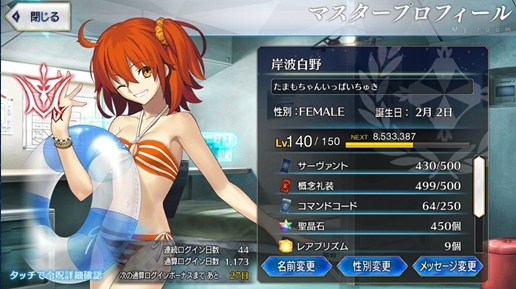 閉じる
マスタープロフィール
My room
岸波白野
たまもちゃんいっぱいちゅき
性別:FEMALE 誕生日: 2月 2日
Lv.140 / 150 NEXT 8,533,387
サーヴァント 430/500
概念礼装 499/500
コマンドコード 64/250
聖晶石 450個
レアプリズム 9個
連続ログイン日数 44
通算ログイン日数 1,173
次の通算ログインボーナスまで あと 27日
タッチで令呪詳細確認
名前変更 性別変更 メッセージ変更